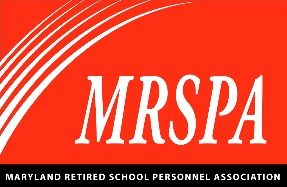 MRSPA
MARYLAND RETIRED SCHOOL PERSONNEL ASSOCIATION